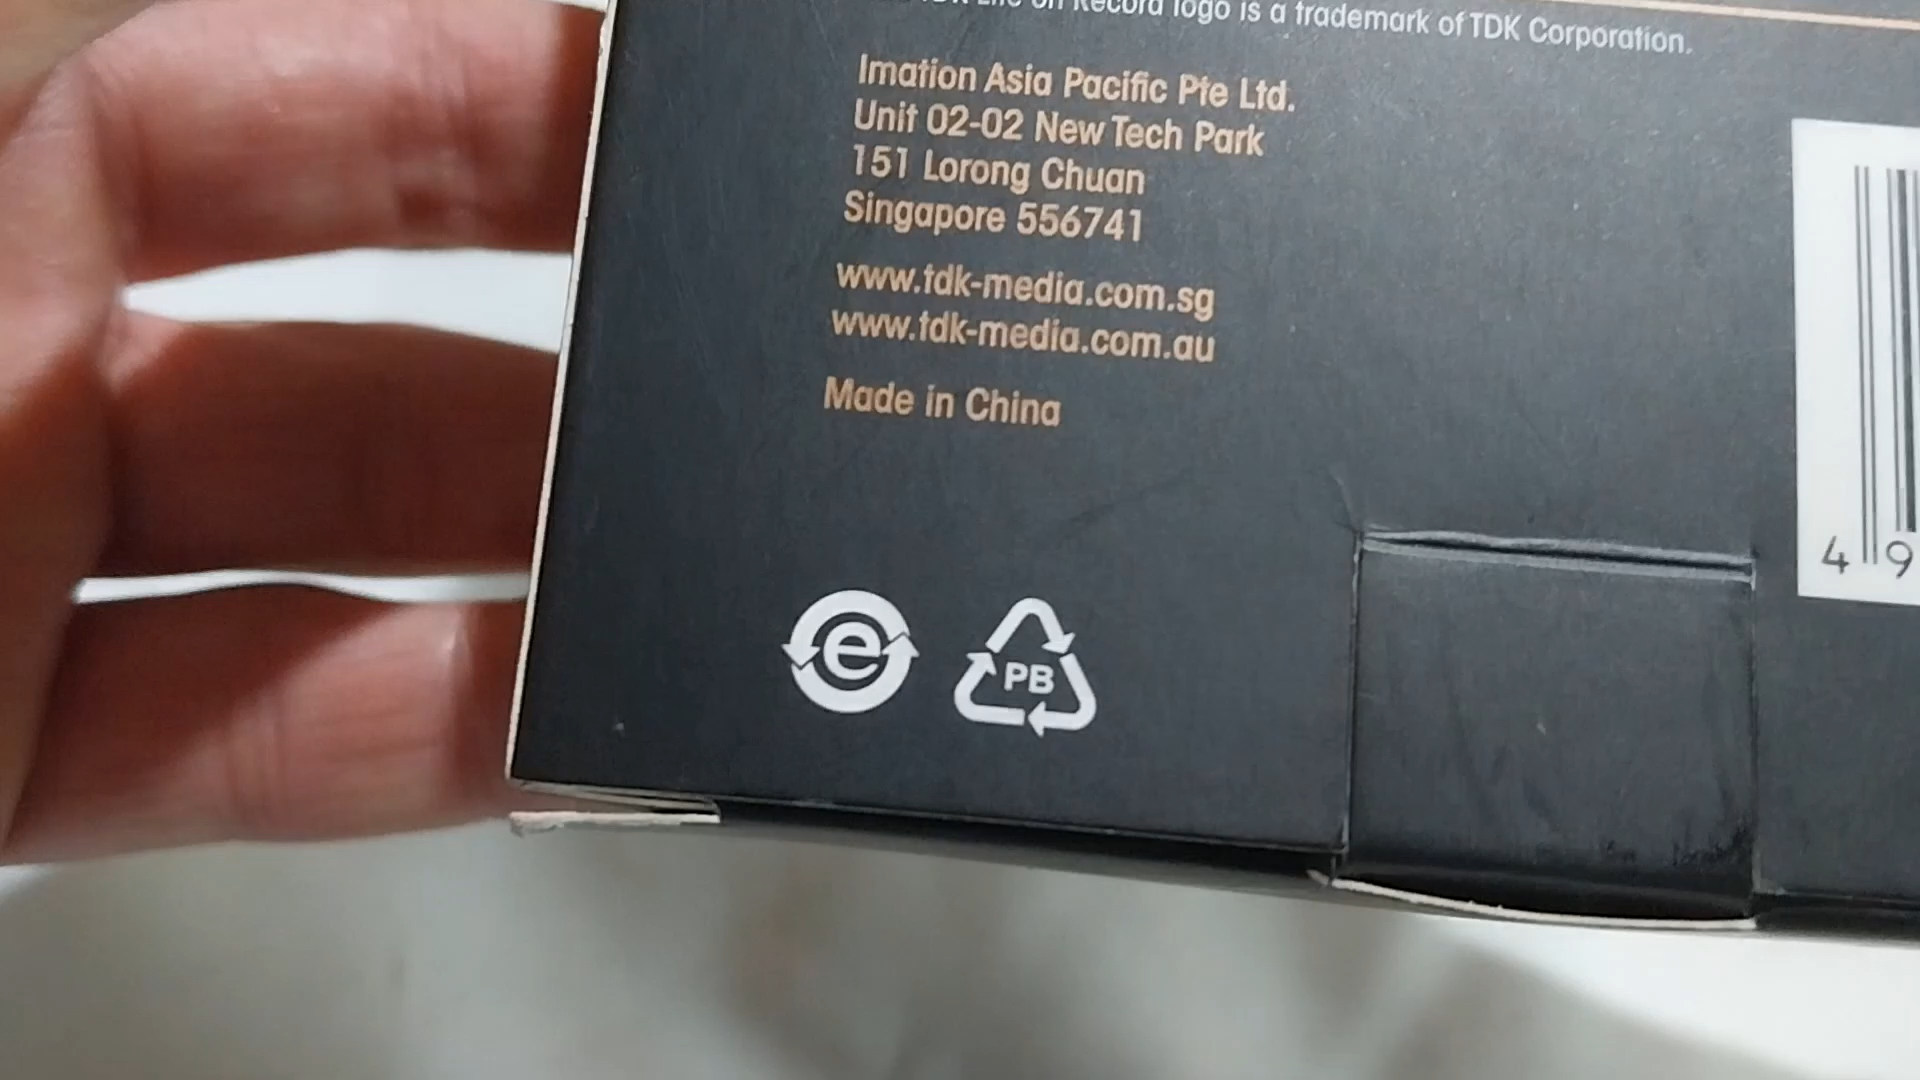 Life on Record logo is a trademark of TDK Corporation.
Imation Asia Pacific Pte Ltd.
Unit 02-02 New Tech Park
151 Lorong Chuan
Singapore 556741
www.tdk-media.com.sg
www.tdk-media.com.au
Made in China
4 9
e
PB